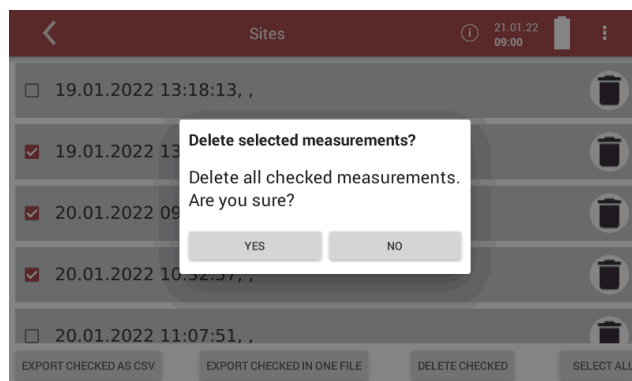 Sites
21.01.22
09:00
19.01.2022 13:18:13, ,
19.01.2022 13
20.01.2022 09
20.01.2022 10:52:57, ,
20.01.2022 11:07:51, ,
Delete selected measurements?
Delete all checked measurements.
Are you sure?
YES NO
EXPORT CHECKED AS CSV EXPORT CHECKED IN ONE FILE DELETE CHECKED SELECT ALL